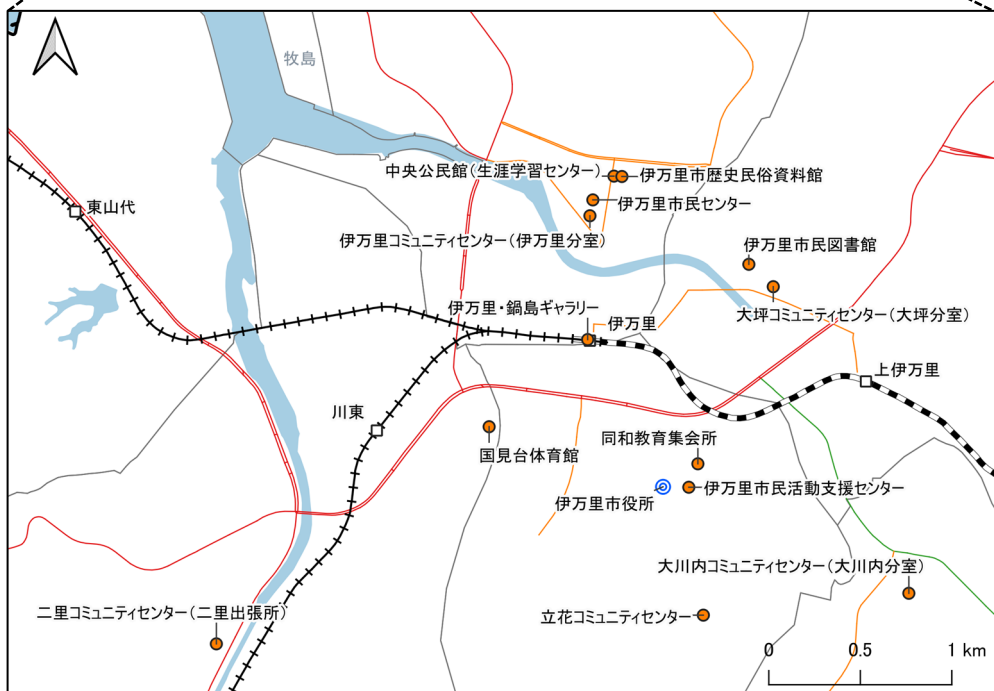 牧島
中央公民館(生涯学習センター)
伊万里市歴史民俗資料館
伊万里市民センター
東山代
伊万里コミュニティセンター(伊万里分室)
伊万里市民図書館
伊万里・鍋島ギャラリー
大坪コミュニティセンター(大坪分室)
伊万里
上伊万里
川東
国見台体育館
同和教育集会所
伊万里市役所
伊万里市民活動支援センター
大川内コミュニティセンター(大川内分室)
二里コミュニティセンター(二里出張所)
立花コミュニティセンター
0 0.5 1 km